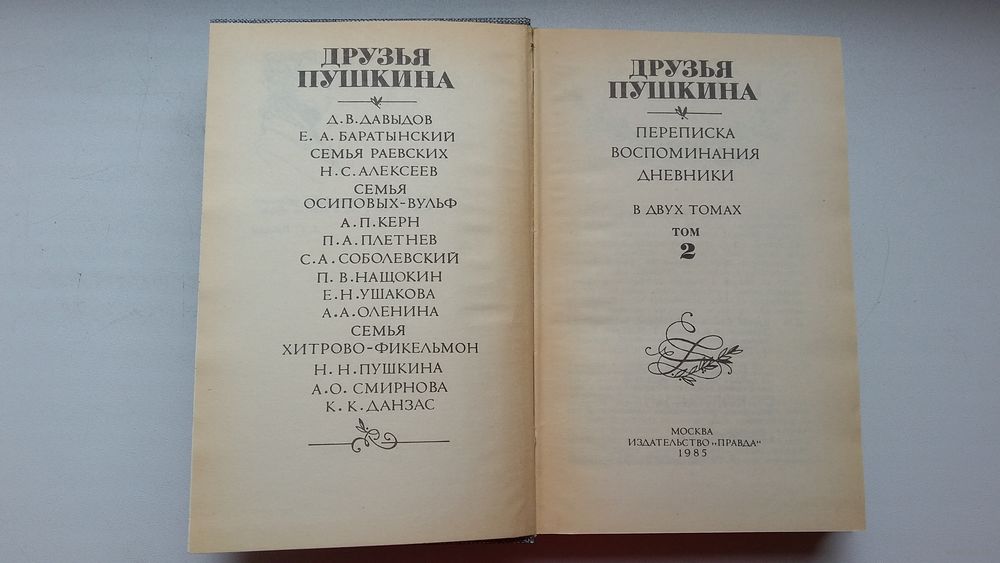 ДРУЗЬЯ
ПУШКИНА
Д.В.ДАВЫДОВ
Е. А. БАРАТЫНСКИЙ
СЕМЬЯ РАЕВСКИХ
Н.С.АЛЕКСЕЕВ
СЕМЬЯ
ОСИПОВЫХ-ВУЛЬФ
А.П.КЕРН
П.А.ПЛЕТНЕВ
С.А.СОБОЛЕВСКИЙ
П. В.НАЩОКИН
Е.Н.УШАКОВА
А.А.ОЛЕНИНА
СЕМЬЯ
ХИТРОВО-ФИКЕЛЬМОН
Н. Н. ПУШКИНА
А.О. СМИРНОВА
К. К. ДАНЗАС
ДРУЗЬЯ
ПУШКИНА
ПЕРЕПИСКА
ВОСПОМИНАНИЯ
ДНЕВНИКИ
В ДВУХ ТОМАХ
ТОМ
2
МОСКВА
ИЗДАТЕЛЬСТВО „ПРАВДА“
1985